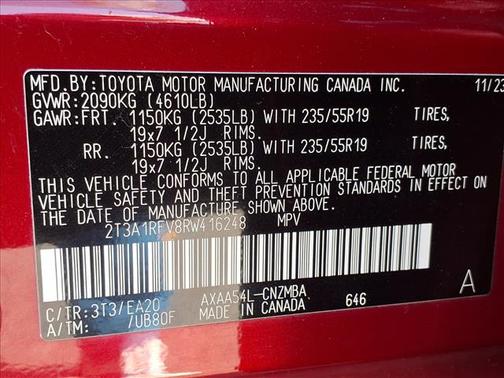 MFD.BY:TOYOTA MOTOR MANUFACTURING CANADA INC. 11/23
GVWR:2090KG (4610LB)
GAWR:FRT. 1150KG (2535LB) WITH 235/55R19 TIRES,
19x7 1/2J RIMS.
RR. 1150KG (2535LB) WITH 235/55R19 TIRES,
19x7 1/2J RIMS.
THIS VEHICLE CONFORMS TO ALL APPLICABLE FEDERAL MOTOR
VEHICLE SAFETY AND THEFT PREVENTION STANDARDS IN EFFECT
ON THE DATE OF MANUFACTURE SHOWN ABOVE.
2T3A1RFV8RW416248 MPV
C/TR:3T3/EA20 AXAA54L-CNZMBA A
A/TM: /UB80F MADE IN CANADA 646